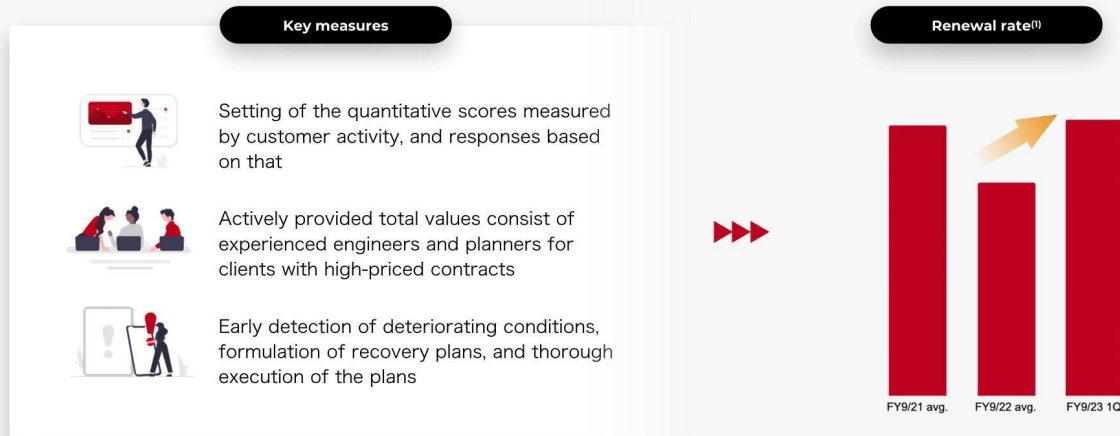 Key measures
Renewal rate(1)
Setting of the quantitative scores measured
by customer activity, and responses based
on that
Actively provided total values consist of
experienced engineers and planners for
clients with high-priced contracts
Early detection of deteriorating conditions,
formulation of recovery plans, and thorough
execution of the plans
FY9/21 avg.
FY9/22 avg.
FY9/23 1Q